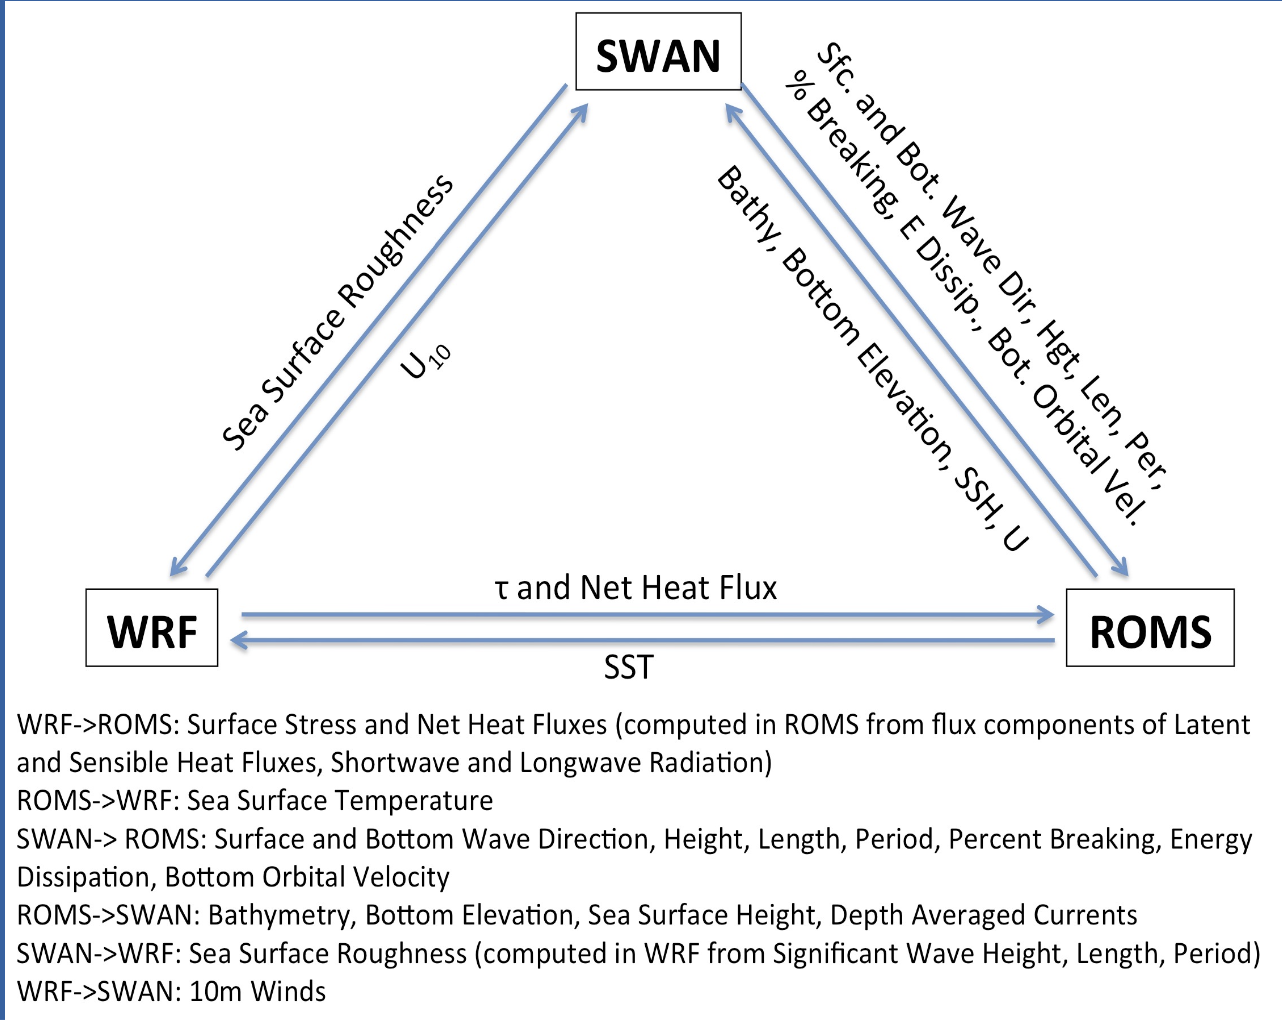 SWAN
Sfc. and Bot. Wave Dir, Hgt, Len, Per,
% Breaking, E Dissip., Bot. Orbital Vel.
Bathy, Bottom Elevation, SSH, U
Sea Surface Roughness
U₁₀
τ and Net Heat Flux
WRF
ROMS
SST
WRF->ROMS: Surface Stress and Net Heat Fluxes (computed in ROMS from flux components of Latent
and Sensible Heat Fluxes, Shortwave and Longwave Radiation)
ROMS->WRF: Sea Surface Temperature
SWAN-> ROMS: Surface and Bottom Wave Direction, Height, Length, Period, Percent Breaking, Energy
Dissipation, Bottom Orbital Velocity
ROMS->SWAN: Bathymetry, Bottom Elevation, Sea Surface Height, Depth Averaged Currents
SWAN->WRF: Sea Surface Roughness (computed in WRF from Significant Wave Height, Length, Period)
WRF->SWAN: 10m Winds